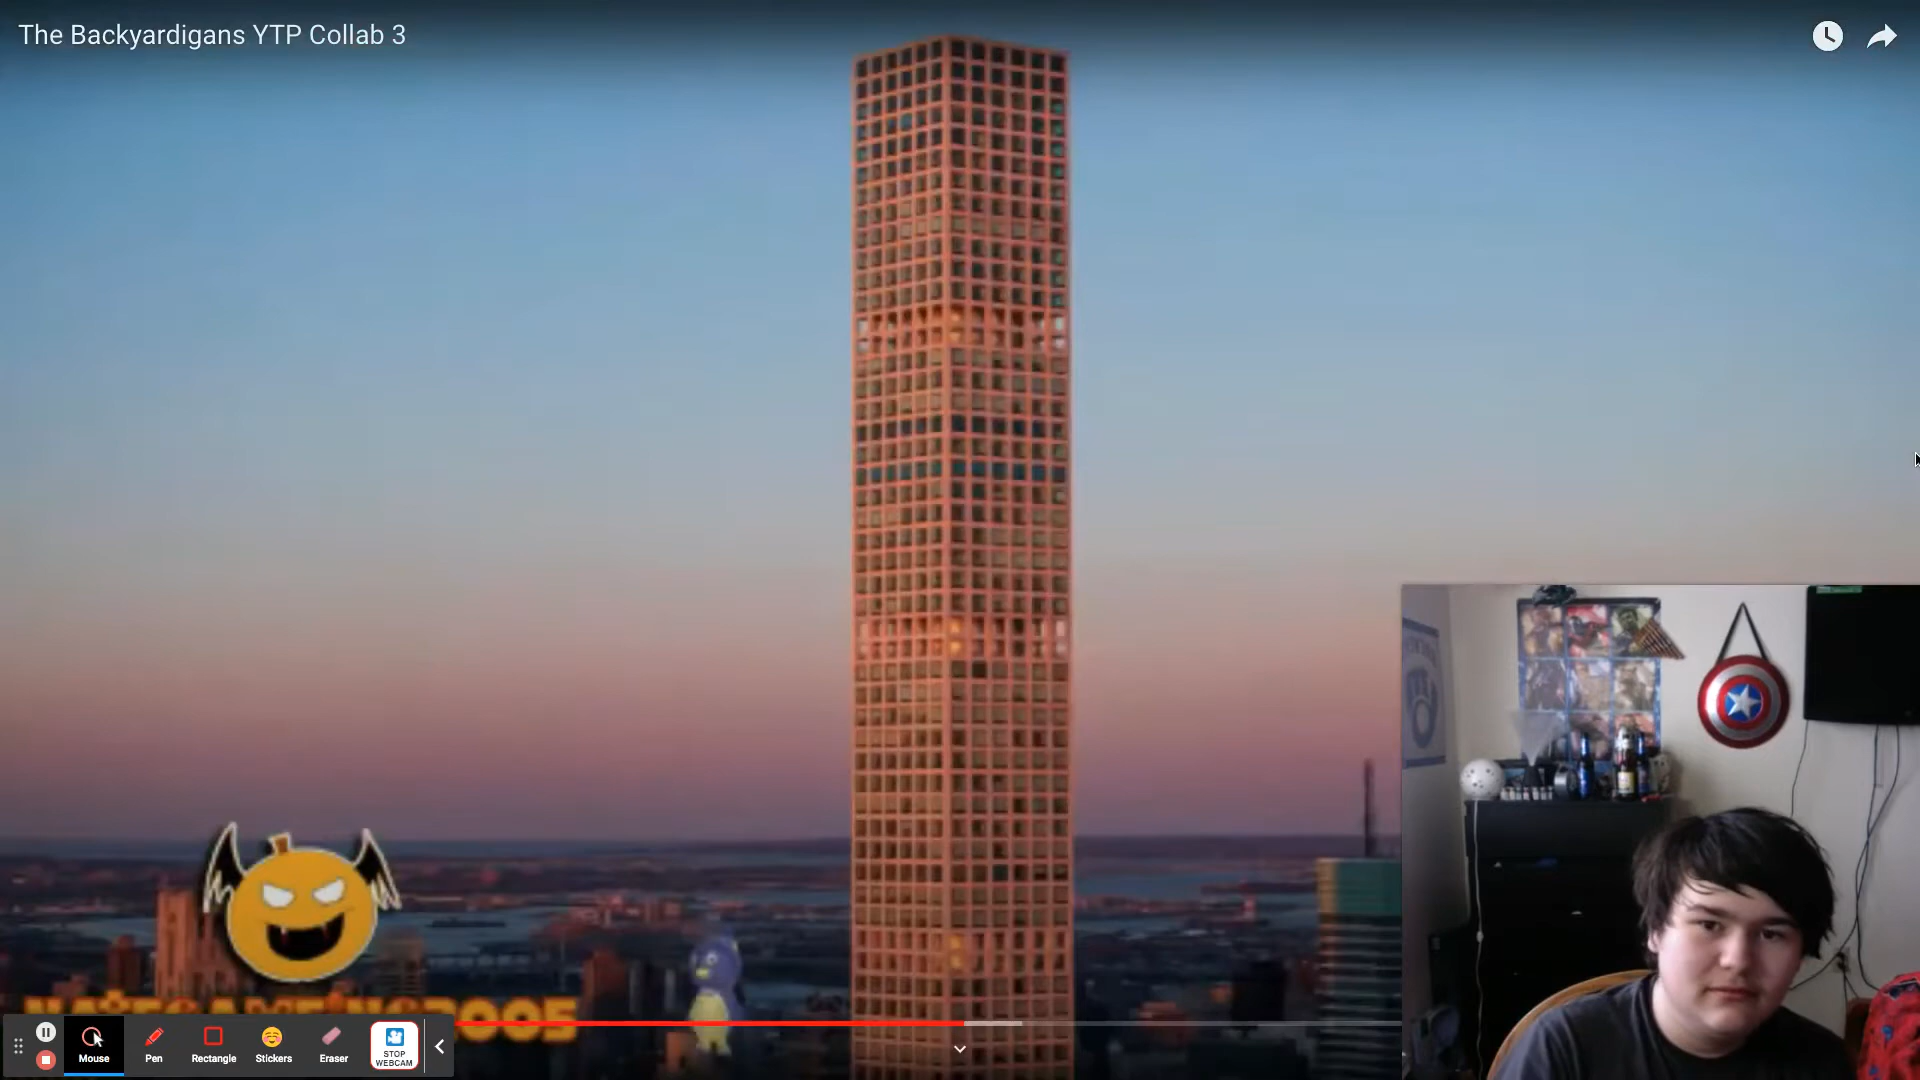 The Backyardigans YTP Collab 3
Mouse
Pen
Rectangle
Stickers
Eraser
STOP
WEBCAM